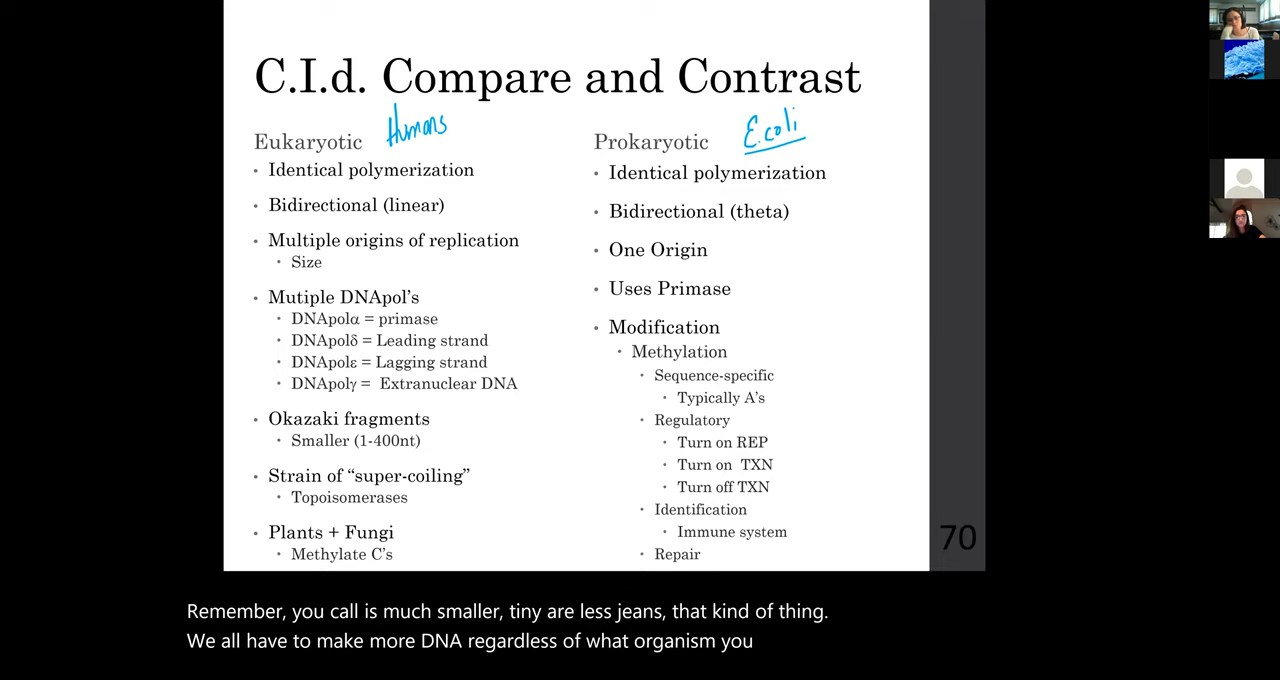 C.I.d. Compare and Contrast
Eukaryotic Humans
• Identical polymerization
• Bidirectional (linear)
• Multiple origins of replication
• Size
• Mutiple DNApol's
• DNApolα = primase
• DNApolδ = Leading strand
• DNApolε = Lagging strand
• DNApolγ = Extranuclear DNA
• Okazaki fragments
• Smaller (1-400nt)
• Strain of “super-coiling”
• Topoisomerases
• Plants + Fungi
• Methylate C's
Prokaryotic E.coli
• Identical polymerization
• Bidirectional (theta)
• One Origin
• Uses Primase
• Modification
• Methylation
• Sequence-specific
• Typically A's
• Regulatory
• Turn on REP
• Turn on TXN
• Turn off TXN
• Identification
• Immune system
• Repair
70
Remember, you call is much smaller, tiny are less jeans, that kind of thing.
We all have to make more DNA regardless of what organism you